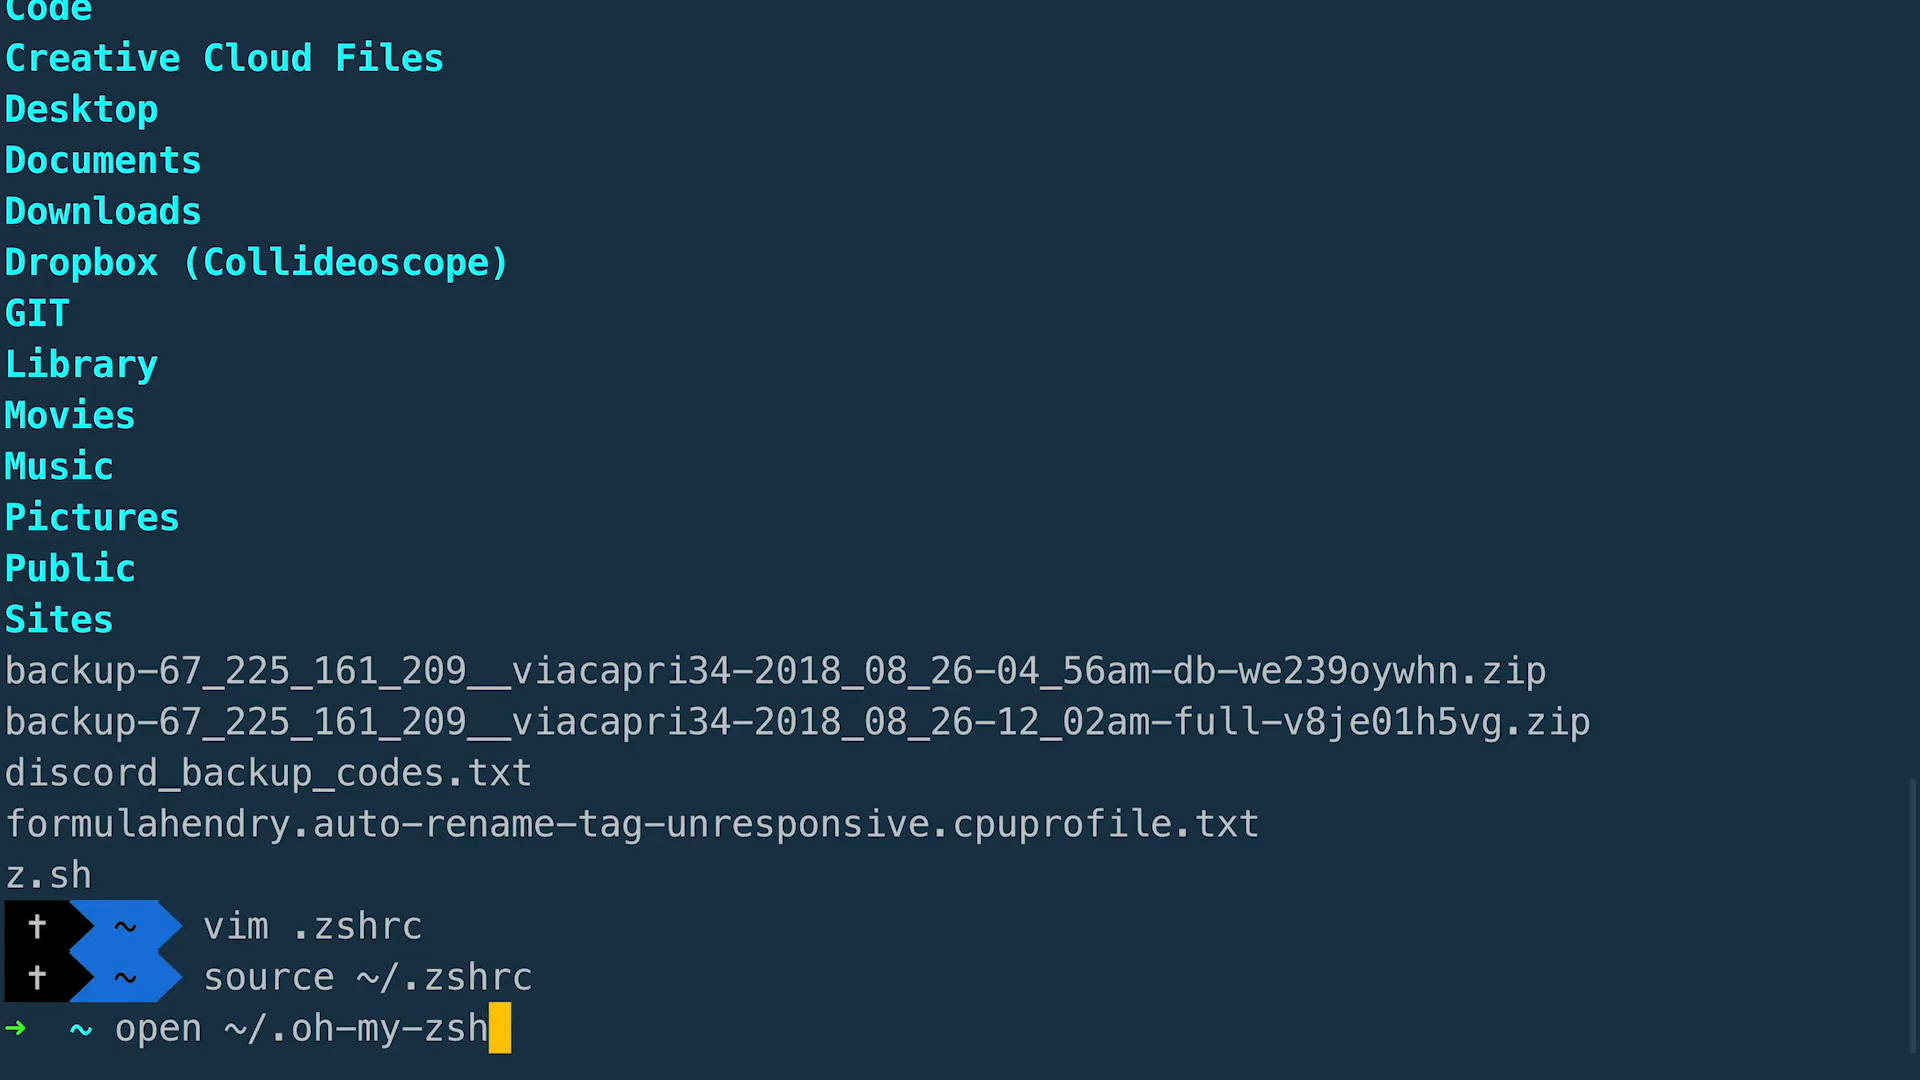 Code
Creative Cloud Files
Desktop
Documents
Downloads
Dropbox (Collideoscope)
GIT
Library
Movies
Music
Pictures
Public
Sites
backup-67_225_161_209__viacapri34-2018_08_26-04_56am-db-we239oywhn.zip
backup-67_225_161_209__viacapri34-2018_08_26-12_02am-full-v8je01h5vg.zip
discord_backup_codes.txt
formulahendry.auto-rename-tag-unresponsive.cpuprofile.txt
z.sh
✝ ~ vim .zshrc
✝ ~ source ~/.zshrc
➜ ~ open ~/.oh-my-zsh